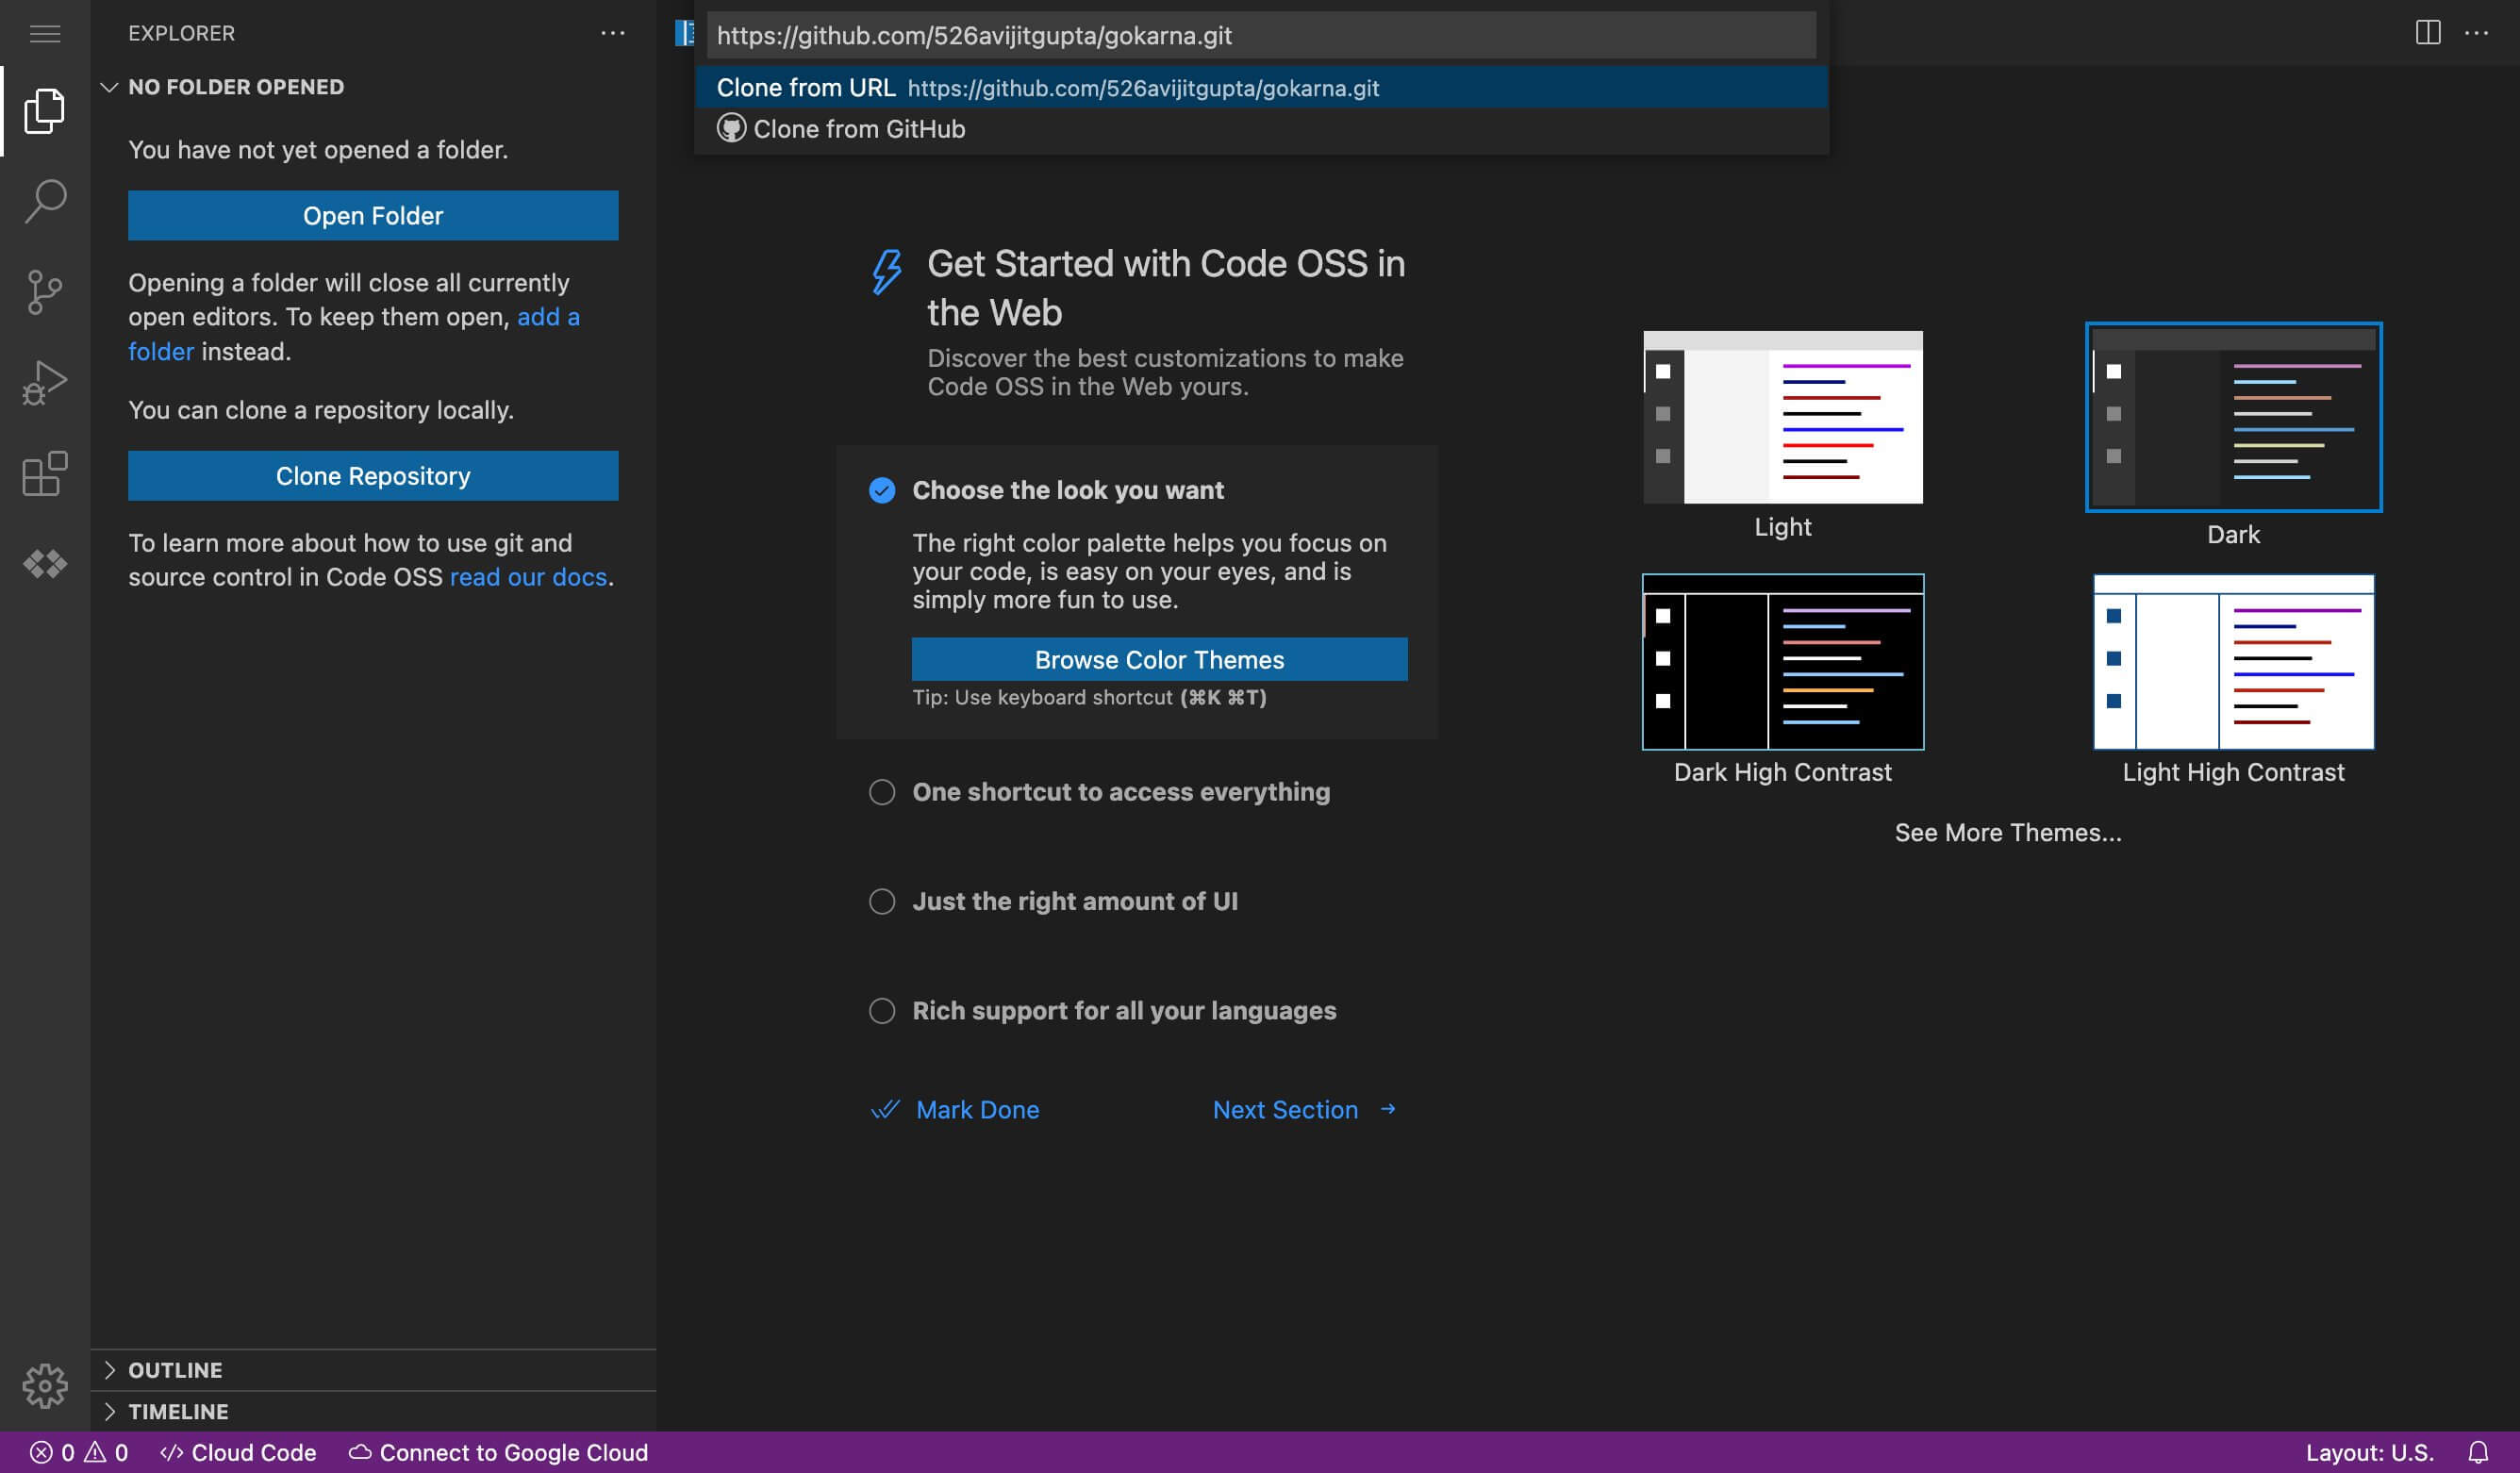 EXPLORER
NO FOLDER OPENED
You have not yet opened a folder.
Open Folder
Opening a folder will close all currently
open editors. To keep them open, add a
folder instead.
You can clone a repository locally.
Clone Repository
To learn more about how to use git and
source control in Code OSS read our docs.
OUTLINE
TIMELINE
https://github.com/526avijitgupta/gokarna.git
Clone from URL https://github.com/526avijitgupta/gokarna.git
Clone from GitHub
Get Started with Code OSS in
the Web
Discover the best customizations to make
Code OSS in the Web yours.
Choose the look you want
The right color palette helps you focus on
your code, is easy on your eyes, and is
simply more fun to use.
Browse Color Themes
Tip: Use keyboard shortcut (⌘K ⌘T)
One shortcut to access everything
Just the right amount of UI
Rich support for all your languages
Mark Done
Next Section →
Light
Dark
Dark High Contrast
Light High Contrast
See More Themes...
0 0 </> Cloud Code Connect to Google Cloud
Layout: U.S.